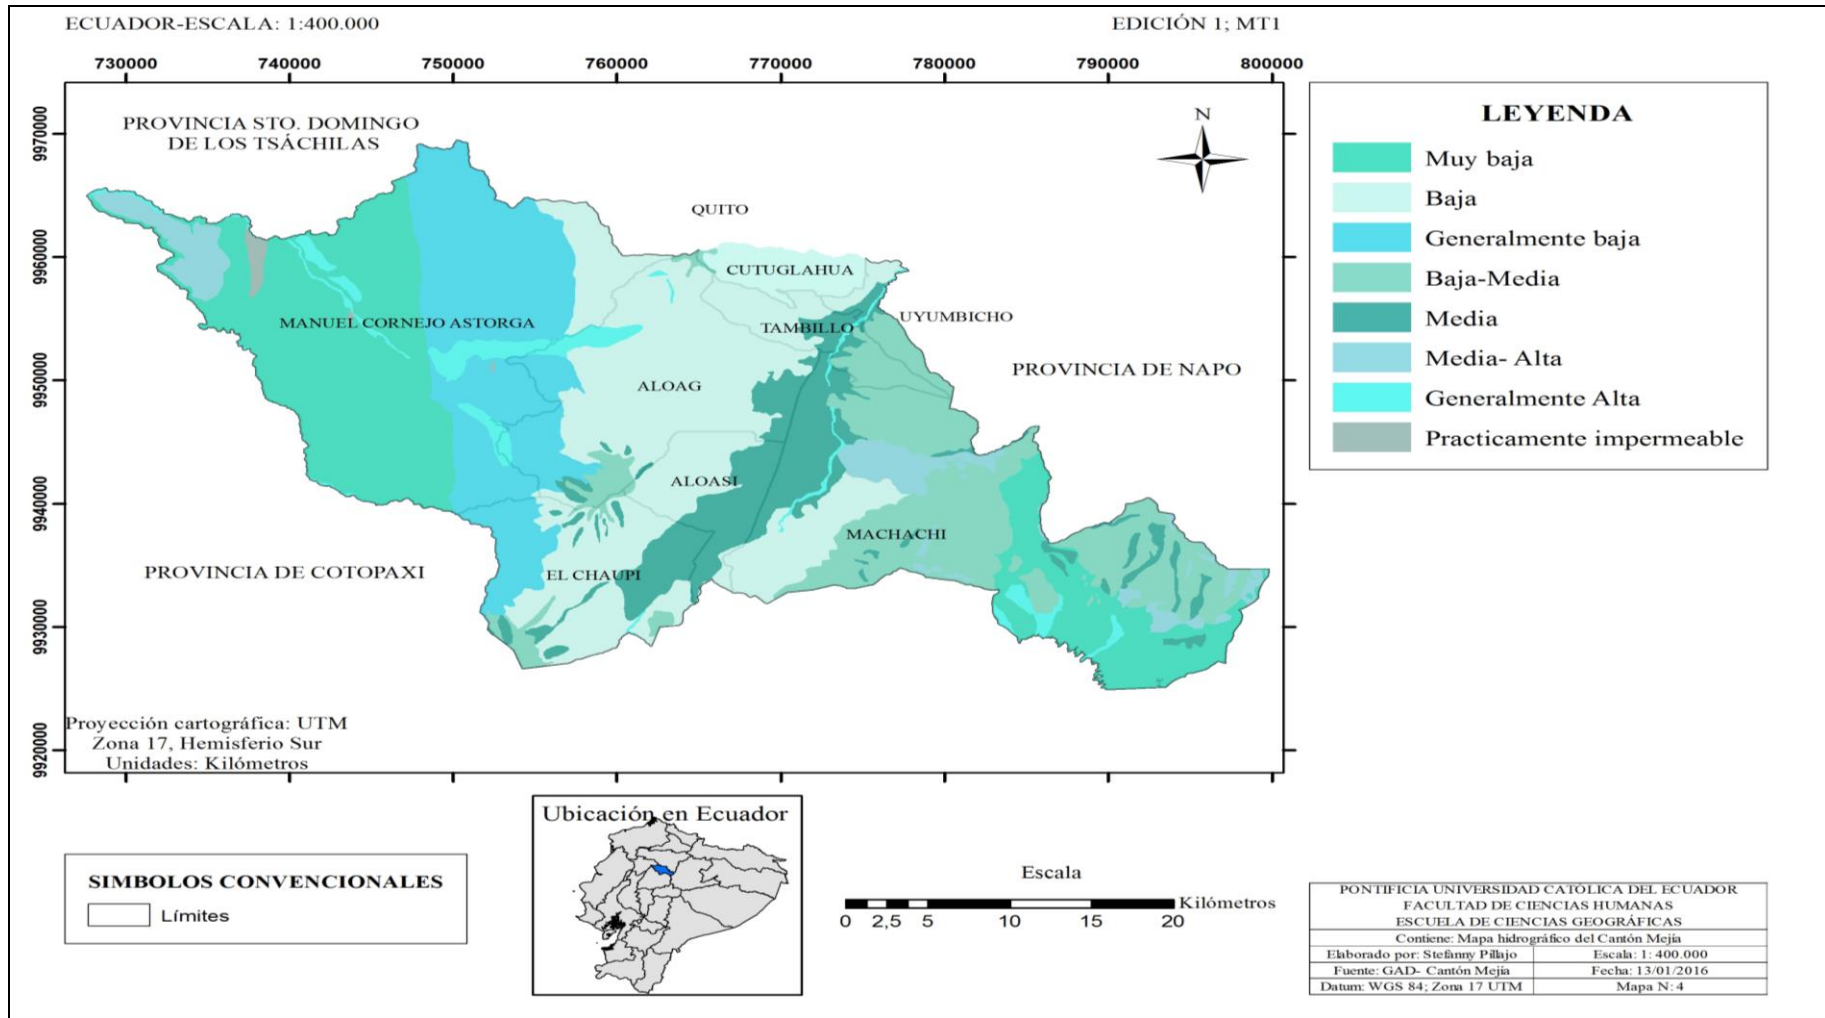 ECUADOR-ESCALA: 1:400.000
EDICIÓN 1; MT1
730000 740000 750000 760000 770000 780000 790000 800000
9970000
9960000
9950000
9940000
9930000
9920000
PROVINCIA STO. DOMINGO
DE LOS TSÁCHILAS
N
QUITO
CUTUGLAHUA
MANUEL CORNEJO ASTORGA
TAMBILLO
UYUMBICHO
PROVINCIA DE NAPO
ALOAG
ALOASI
MACHACHI
PROVINCIA DE COTOPAXI
EL CHAUPI
Proyección cartográfica: UTM
Zona 17, Hemisferio Sur
Unidades: Kilómetros
LEYENDA
Muy baja
Baja
Generalmente baja
Baja-Media
Media
Media- Alta
Generalmente Alta
Practicamente impermeable
SIMBOLOS CONVENCIONALES
Límites
Ubicación en Ecuador
Escala
Kilómetros
0 2,5 5 10 15 20
PONTIFICIA UNIVERSIDAD CATOLICA DEL ECUADOR
FACULTAD DE CIENCIAS HUMANAS
ESCUELA DE CIENCIAS GEOGRÁFICAS
Contiene: Mapa hidrográfico del Cantón Mejía
Elaborado por: Stefanny Pillajo
Escala: 1: 400.000
Fuente: GAD- Cantón Mejía
Fecha: 13/01/2016
Datum: WGS 84; Zona 17 UTM
Mapa N: 4